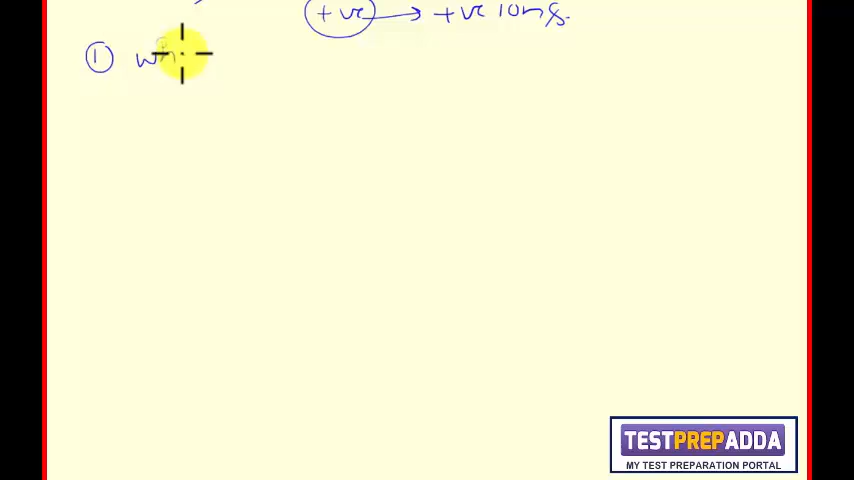 +ve → +ve ions.
① wh
TESTPREPADDA
MY TEST PREPARATION PORTAL